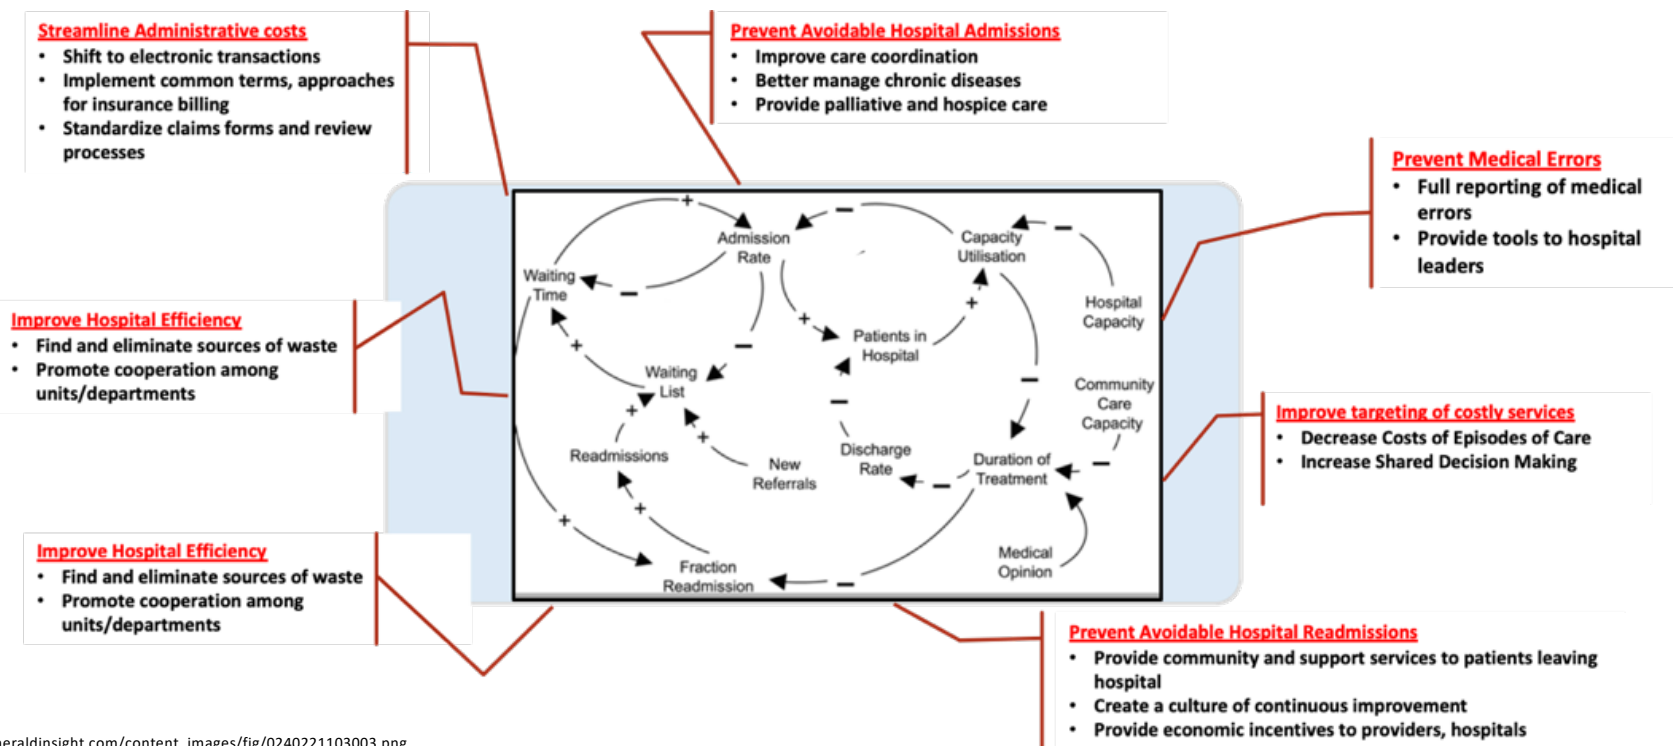 Streamline Administrative costs
• Shift to electronic transactions
• Implement common terms, approaches
for insurance billing
• Standardize claims forms and review
processes
Prevent Avoidable Hospital Admissions
• Improve care coordination
• Better manage chronic diseases
• Provide palliative and hospice care
Prevent Medical Errors
• Full reporting of medical
errors
• Provide tools to hospital
leaders
Improve Hospital Efficiency
• Find and eliminate sources of waste
• Promote cooperation among
units/departments
+
Admission
Rate
−
Capacity
Utilisation
−
Waiting
Time
−
Hospital
Capacity
+
+
Patients in
Hospital
+
−
Waiting
List
−
−
Community
Care
Capacity
+
+
Readmissions
New
Referrals
Discharge
Rate
−
Duration of
Treatment
−
+
+
Fraction
Readmission
−
Medical
Opinion
Improve targeting of costly services
• Decrease Costs of Episodes of Care
• Increase Shared Decision Making
Improve Hospital Efficiency
• Find and eliminate sources of waste
• Promote cooperation among
units/departments
Prevent Avoidable Hospital Readmissions
• Provide community and support services to patients leaving
hospital
• Create a culture of continuous improvement
• Provide economic incentives to providers, hospitals
eraldinsight.com/content_images/fig/0240221103003.png